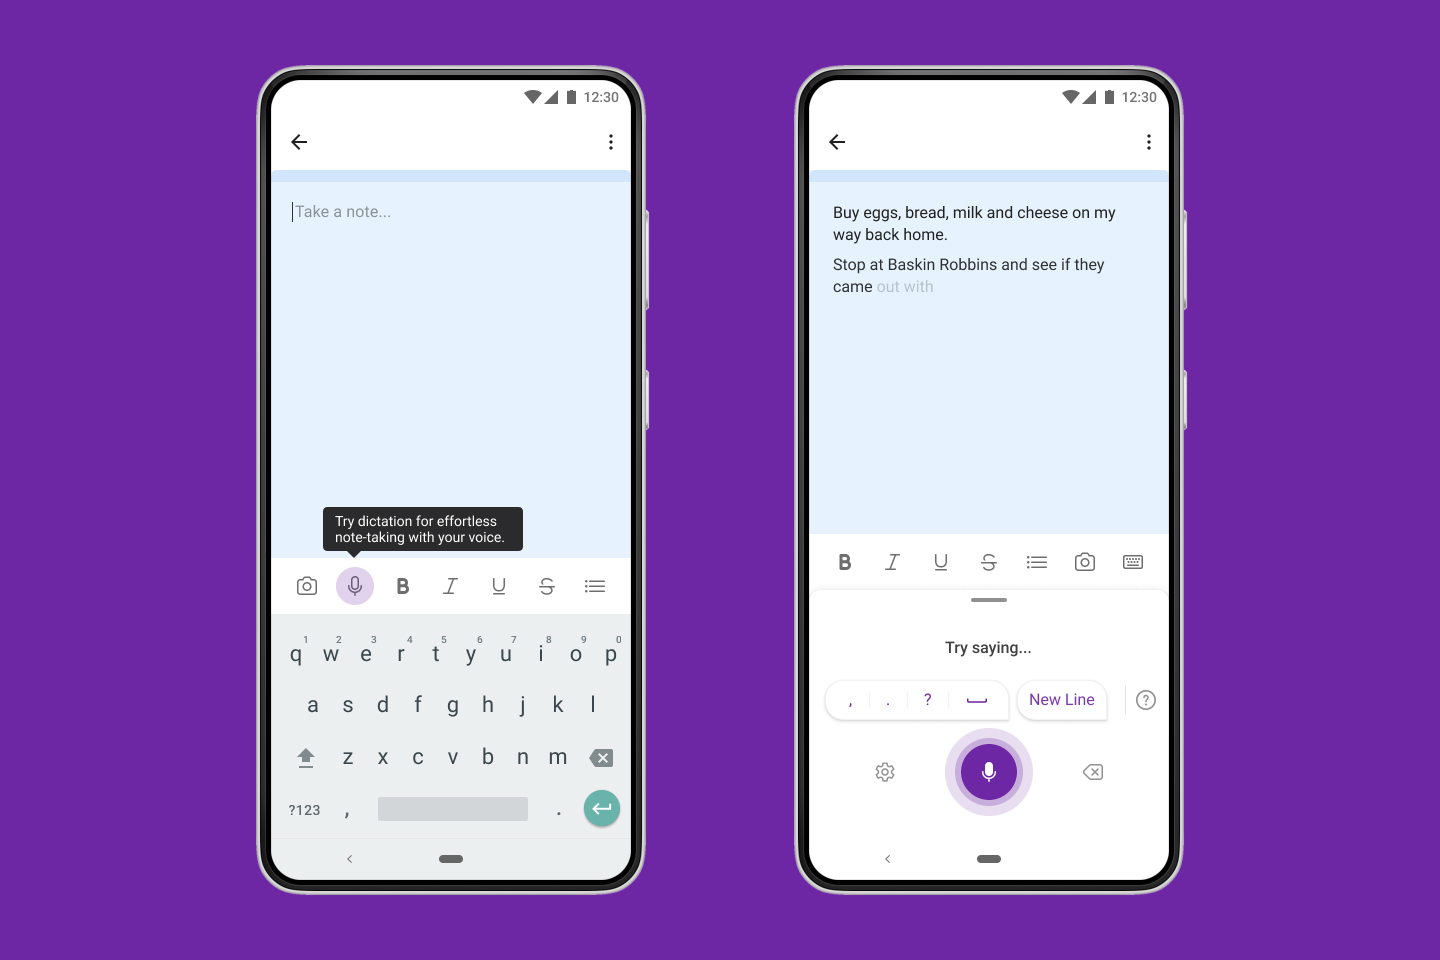 12:30
Take a note...
Try dictation for effortless
note-taking with your voice.
B I U S
1 2 3 4 5 6 7 8 9 0
q w e r t y u i o p
a s d f g h j k l
z x c v b n m
?123 , .
12:30
Buy eggs, bread, milk and cheese on my
way back home.
Stop at Baskin Robbins and see if they
came out with
B I U S
Try saying...
, . ? New Line ?